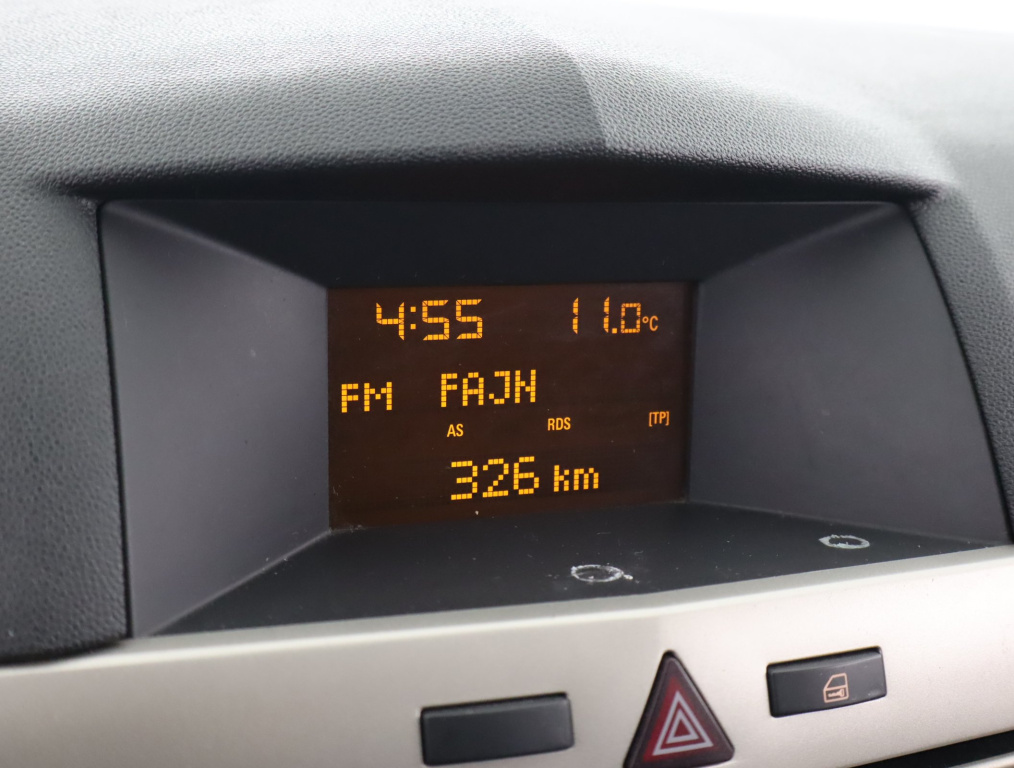 4:55 11.0°C
FM FAJN
AS RDS [TP]
326 km